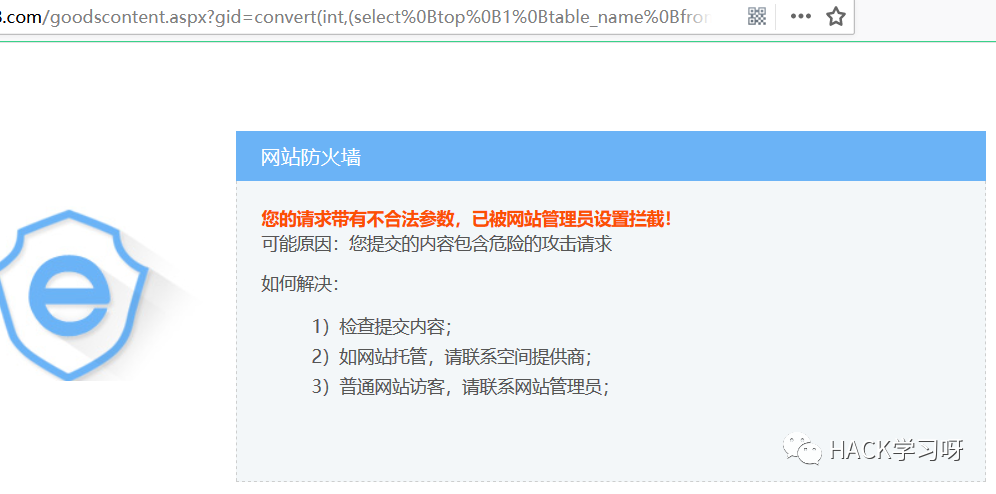 3.com/goodscontent.aspx?gid=convert(int,(select%0Btop%0B1%0Btable_name%0Bfrom
网站防火墙
您的请求带有不合法参数，已被网站管理员设置拦截！
可能原因：您提交的内容包含危险的攻击请求
如何解决：
1）检查提交内容；
2）如网站托管，请联系空间提供商；
3）普通网站访客，请联系网站管理员；
HACK学习呀